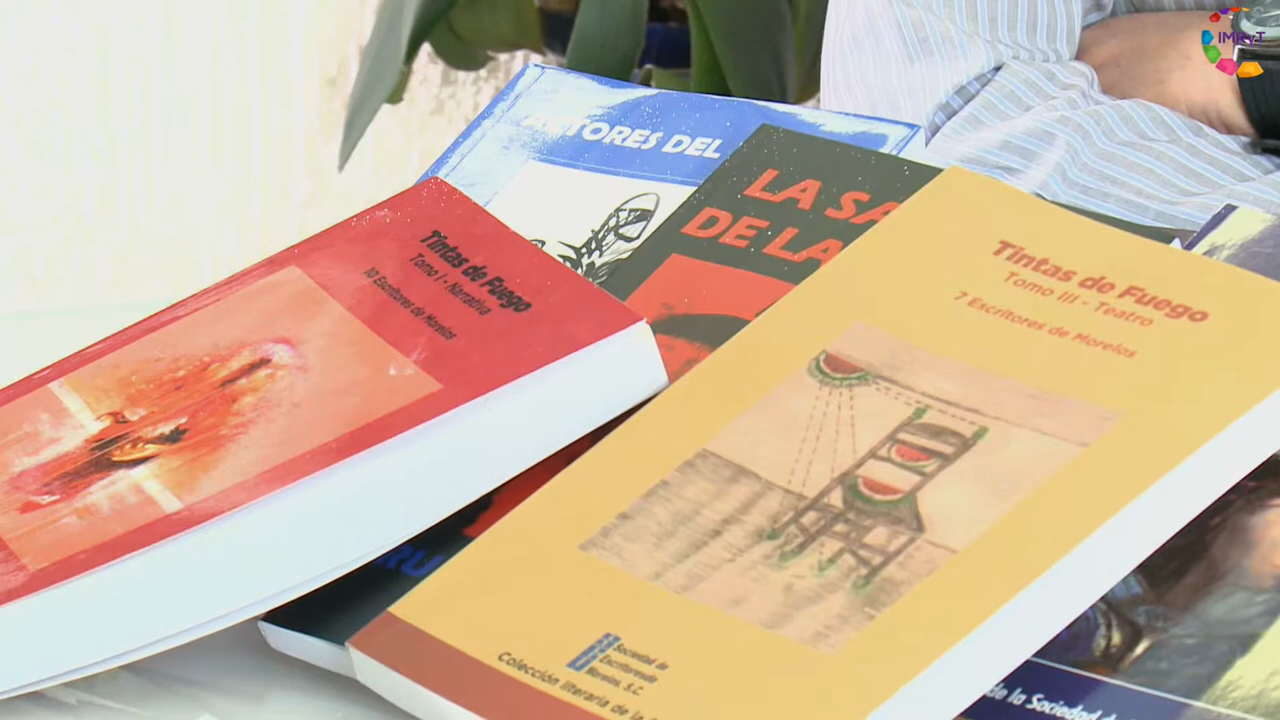 IMRyT
TORES DEL
LA SA
DE LA
Tintas de Fuego
Tomo I - Narrativa
10 Escritores de Morelos
Tintas de Fuego
Tomo III - Teatro
7 Escritores de Morelos
RU
Sociedad de
Escritores de
Morelos, S.C.
Colección literaria de la
de la Sociedad d